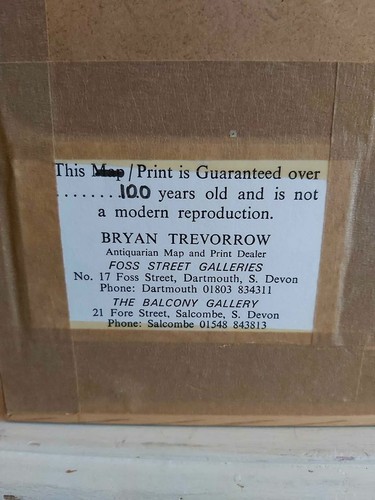 This Map / Print is Guaranteed over
........100 years old and is not
a modern reproduction.
BRYAN TREVORROW
Antiquarian Map and Print Dealer
FOSS STREET GALLERIES
No. 17 Foss Street, Dartmouth, S. Devon
Phone: Dartmouth 01803 834311
THE BALCONY GALLERY
21 Fore Street, Salcombe, S. Devon
Phone: Salcombe 01548 843813